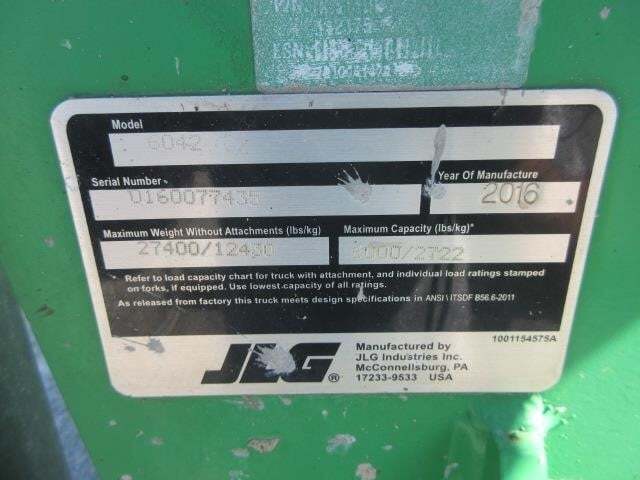 Model
Serial Number
Year Of Manufacture
U160077435
2016
Maximum Weight Without Attachments (lbs/kg)
Maximum Capacity (lbs/kg)*
27400/12430
Refer to load capacity chart for truck with attachment, and individual load ratings stamped
on forks, if equipped. Use lowest capacity of all ratings.
As released from factory this truck meets design specifications in ANSI\ITSDF B56.6-2011
1001154575A
JLG®
Manufactured by
JLG Industries Inc.
McConnellsburg, PA
17233-9533 USA